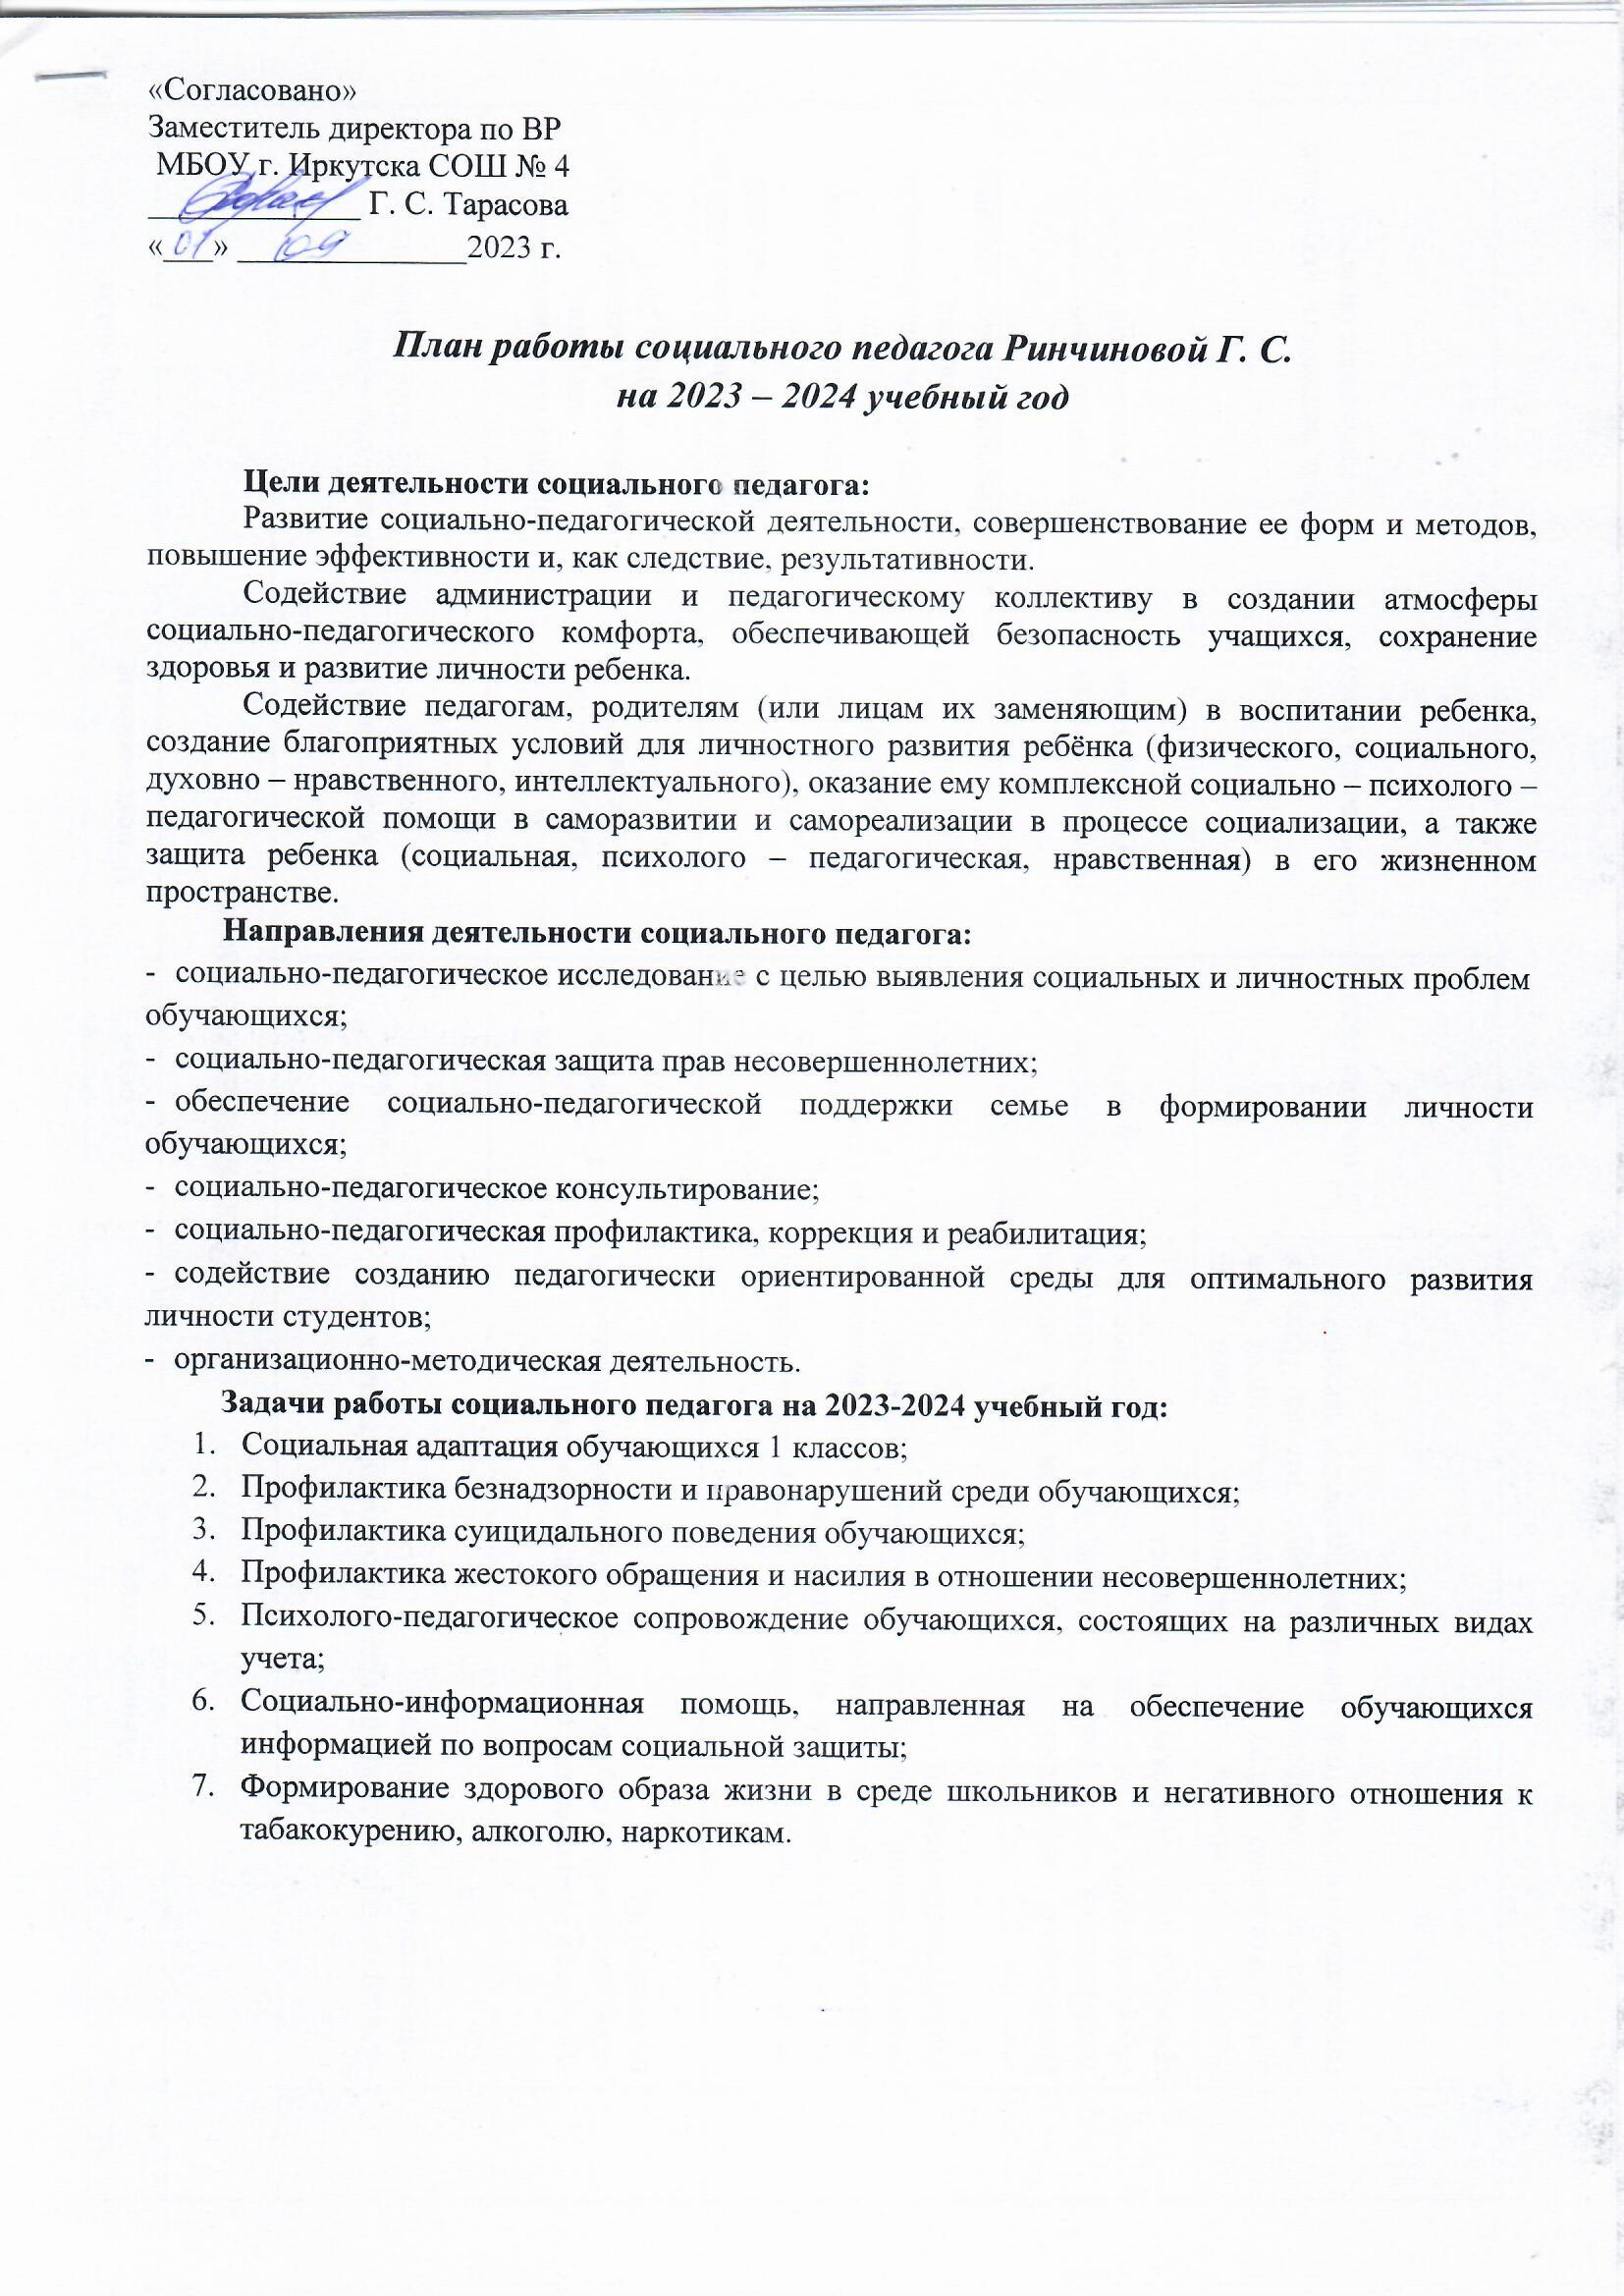 «Согласовано»
Заместитель директора по ВР
МБОУ г. Иркутска СОШ № 4
_____________ Г. С. Тарасова
«01» 09 2023 г.
План работы социального педагога Ринчиновой Г. С.
на 2023 – 2024 учебный год
Цели деятельности социального педагога:
Развитие социально-педагогической деятельности, совершенствование ее форм и методов,
повышение эффективности и, как следствие, результативности.
Содействие администрации и педагогическому коллективу в создании атмосферы
социально-педагогического комфорта, обеспечивающей безопасность учащихся, сохранение
здоровья и развитие личности ребенка.
Содействие педагогам, родителям (или лицам их заменяющим) в воспитании ребенка,
создание благоприятных условий для личностного развития ребёнка (физического, социального,
духовно – нравственного, интеллектуального), оказание ему комплексной социально – психолого –
педагогической помощи в саморазвитии и самореализации в процессе социализации, а также
защита ребенка (социальная, психолого – педагогическая, нравственная) в его жизненном
пространстве.
Направления деятельности социального педагога:
- социально-педагогическое исследование с целью выявления социальных и личностных проблем
обучающихся;
- социально-педагогическая защита прав несовершеннолетних;
- обеспечение социально-педагогической поддержки семье в формировании личности
обучающихся;
- социально-педагогическое консультирование;
- социально-педагогическая профилактика, коррекция и реабилитация;
- содействие созданию педагогически ориентированной среды для оптимального развития
личности студентов;
- организационно-методическая деятельность.
Задачи работы социального педагога на 2023-2024 учебный год:
1. Социальная адаптация обучающихся 1 классов;
2. Профилактика безнадзорности и правонарушений среди обучающихся;
3. Профилактика суицидального поведения обучающихся;
4. Профилактика жестокого обращения и насилия в отношении несовершеннолетних;
5. Психолого-педагогическое сопровождение обучающихся, состоящих на различных видах
учета;
6. Социально-информационная помощь, направленная на обеспечение обучающихся
информацией по вопросам социальной защиты;
7. Формирование здорового образа жизни в среде школьников и негативного отношения к
табакокурению, алкоголю, наркотикам.